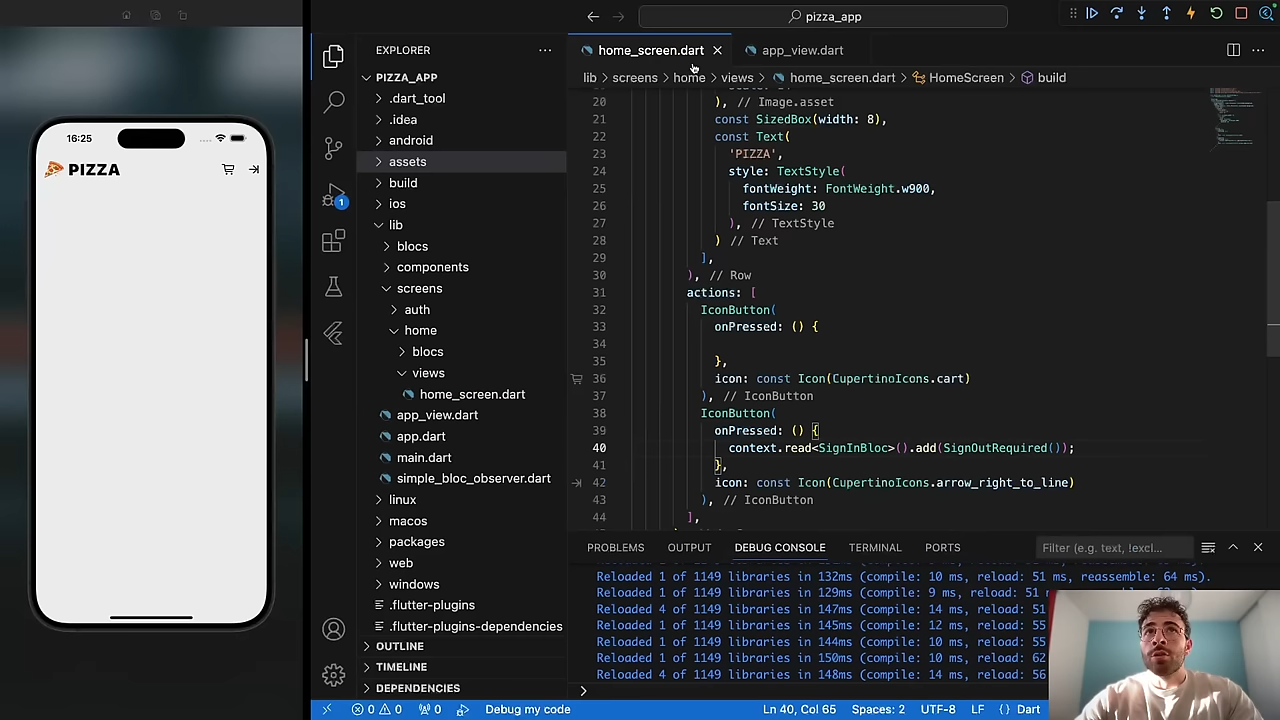 pizza_app
16:25
PIZZA
EXPLORER
PIZZA_APP
.dart_tool
.idea
android
assets
build
ios
lib
blocs
components
screens
auth
home
blocs
views
home_screen.dart
app_view.dart
app.dart
main.dart
simple_bloc_observer.dart
linux
macos
packages
web
windows
.flutter-plugins
.flutter-plugins-dependencies
OUTLINE
TIMELINE
DEPENDENCIES
1
home_screen.dart
app_view.dart
lib > screens > home > views > home_screen.dart > HomeScreen > build
20 ), // Image.asset
21 const SizedBox(width: 8),
22 const Text(
23 'PIZZA',
24 style: TextStyle(
25 fontWeight: FontWeight.w900,
26 fontSize: 30
27 ), // TextStyle
28 ) // Text
29 ],
30 ), // Row
31 actions: [
32 IconButton(
33 onPressed: () {
34
35 },
36 icon: const Icon(CupertinoIcons.cart)
37 ), // IconButton
38 IconButton(
39 onPressed: () {
40 context.read<SignInBloc>().add(SignOutRequired());
41 },
42 icon: const Icon(CupertinoIcons.arrow_right_to_line)
43 ), // IconButton
44 ],
PROBLEMS OUTPUT DEBUG CONSOLE TERMINAL PORTS Filter (e.g. text, !excl...
Reloaded 1 of 1149 libraries in 132ms (compile: 10 ms, reload: 51 ms, reassemble: 64 ms).
Reloaded 1 of 1149 libraries in 129ms (compile: 9 ms, reload: 51
Reloaded 4 of 1149 libraries in 147ms (compile: 14 ms, reload: 51
Reloaded 1 of 1149 libraries in 145ms (compile: 12 ms, reload: 55
Reloaded 1 of 1149 libraries in 144ms (compile: 10 ms, reload: 55
Reloaded 1 of 1149 libraries in 150ms (compile: 10 ms, reload: 62
Reloaded 4 of 1149 libraries in 148ms (compile: 14 ms, reload: 56
0 0 0 Debug my code Ln 40, Col 65 Spaces: 2 UTF-8 LF {} Dart